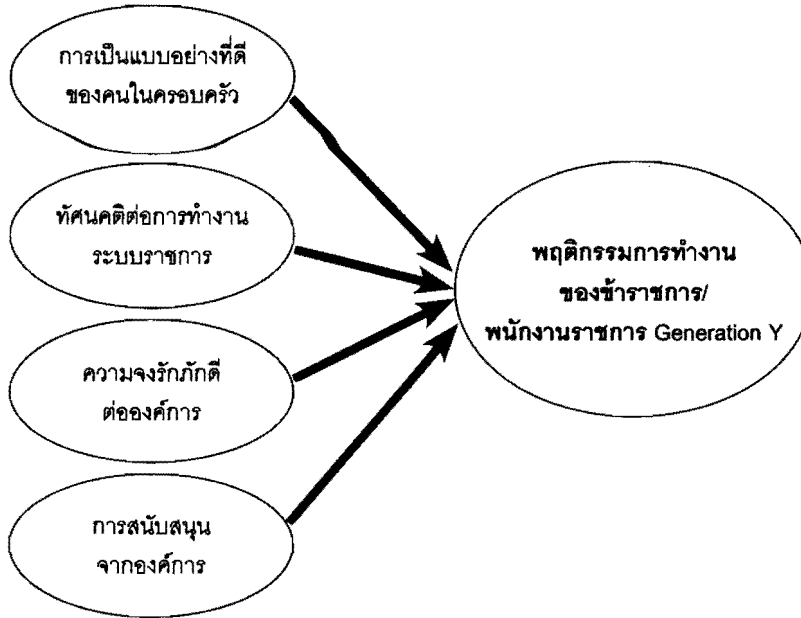 การเป็นแบบอย่างที่ดี
ของคนในครอบครัว
ทัศนคติต่อการทำงาน
ระบบราชการ
ความจงรักภักดี
ต่อองค์การ
การสนับสนุน
จากองค์การ
พฤติกรรมการทำงาน
ของข้าราชการ/
พนักงานราชการ Generation Y